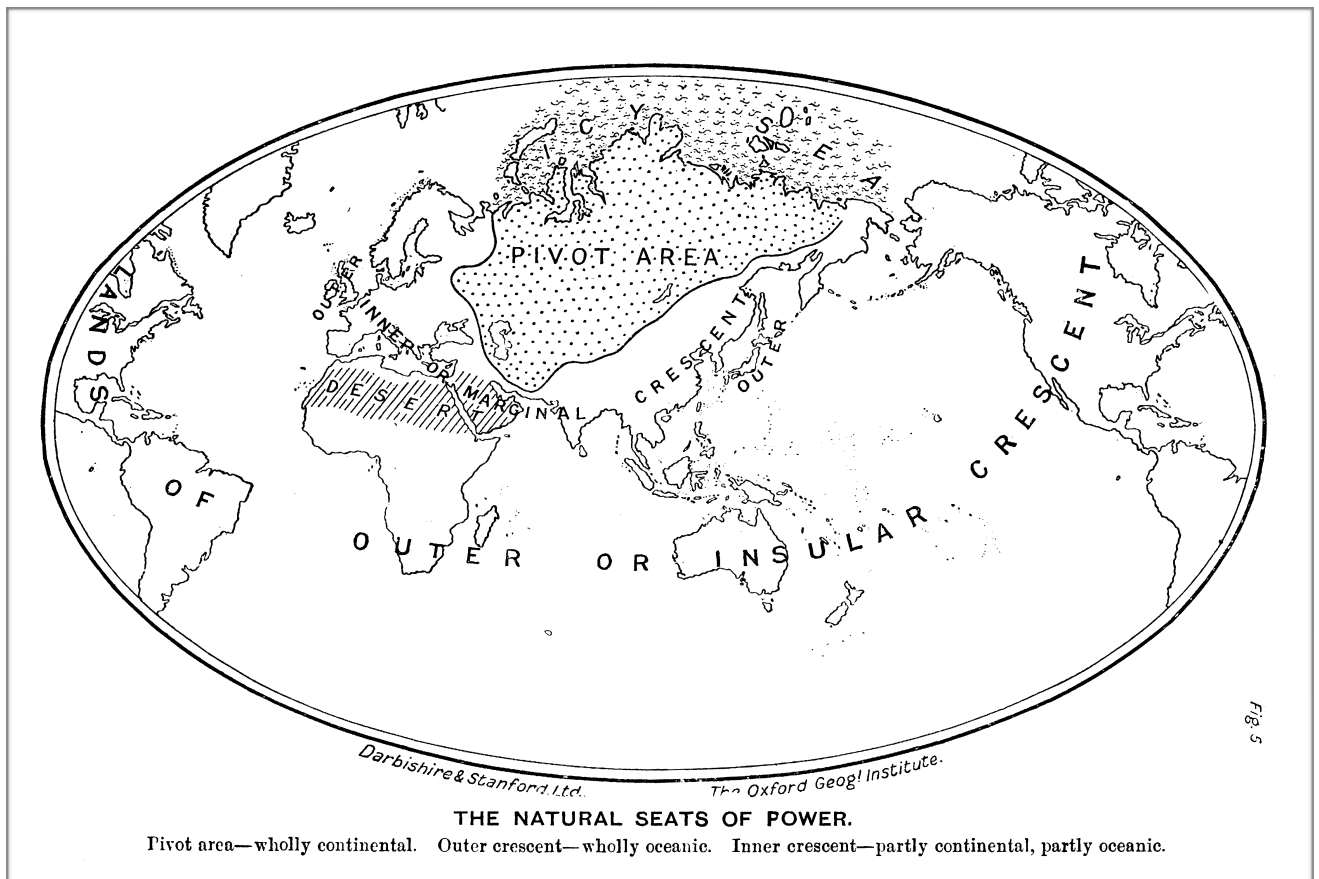 ICY SEA
PIVOT AREA
LANDS
OF
OUTER
INNER
OR
MARGINAL
CRESCENT
OUTER
DESERT
OUTER OR INSULAR CRESCENT
Fig. 5
Darbishire & Stanford, Ltd.
The Oxford Geogl Institute.
THE NATURAL SEATS OF POWER.
Pivot area—wholly continental. Outer crescent—wholly oceanic. Inner crescent—partly continental, partly oceanic.